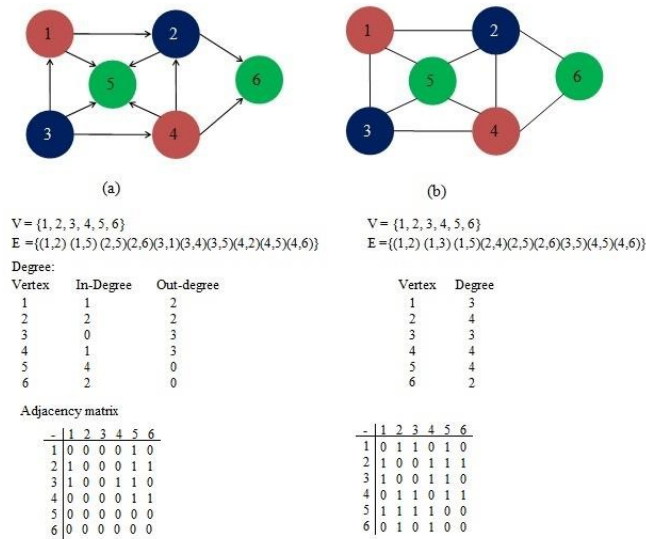 1 2 5 6 3 4
1 2 5 6 3 4
(a)
(b)
V = {1, 2, 3, 4, 5, 6}
E ={(1,2) (1,5) (2,5)(2,6)(3,1)(3,4)(3,5)(4,2)(4,5)(4,6)}
Degree:
Vertex In-Degree Out-degree
1 1 2
2 2 2
3 0 3
4 1 3
5 4 0
6 2 0
Adjacency matrix
- 1 2 3 4 5 6
1 0 0 0 0 1 0
2 1 0 0 0 1 1
3 1 0 0 1 1 0
4 0 0 0 0 1 1
5 0 0 0 0 0 0
6 0 0 0 0 0 0
V = {1, 2, 3, 4, 5, 6}
E ={(1,2) (1,3) (1,5)(2,4)(2,5)(2,6)(3,5)(4,5)(4,6)}
Vertex Degree
1 3
2 4
3 3
4 4
5 4
6 2
- 1 2 3 4 5 6
1 0 1 1 0 1 0
2 1 0 0 1 1 1
3 1 0 0 1 1 0
4 0 1 1 0 1 1
5 1 1 1 1 0 0
6 0 1 0 1 0 0